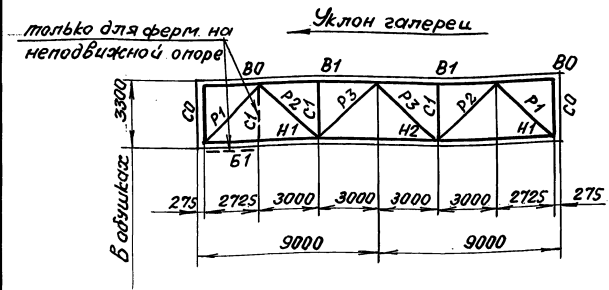 Уклон галереи
только для ферм на
неподвижной опоре
В0 В1 В1 В0
С0 Р1 С1 Р2 С1 Р3 Р3 С1 Р2 Р1 С0
Н1 Н2 Н1
Б1
3300
В обушках
275 2725 3000 3000 3000 3000 2725 275
9000 9000